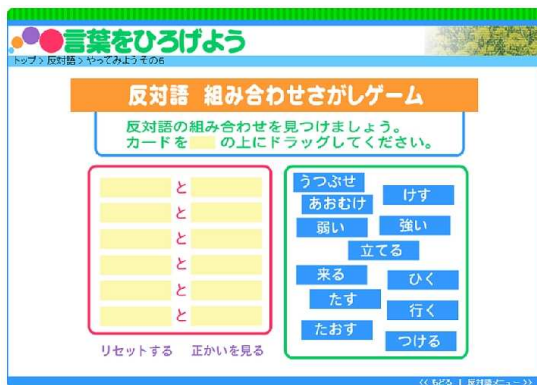 言葉をひろげよう
トップ > 反対語 > やってみようその6
反対語 組み合わせさがしゲーム
反対語の組み合わせを見つけましょう。
カードを の上にドラッグしてください。
と
と
と
と
と
と
うつぶせ
けす
あおむけ
弱い
強い
立てる
来る
ひく
たす
行く
たおす
つける
リセットする 正かいを見る
<< もどる | 反対語メニュー >>